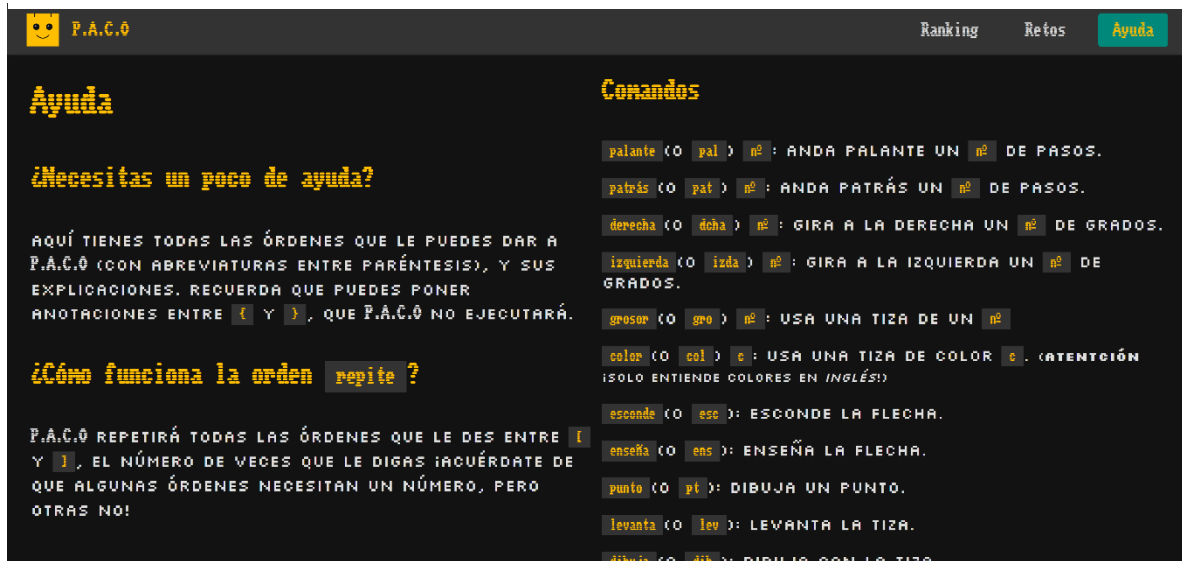 P.A.C.O
Ranking Retos Ayuda
Ayuda
¿Necesitas un poco de ayuda?
AQUÍ TIENES TODAS LAS ÓRDENES QUE LE PUEDES DAR A
P.A.C.O (CON ABREVIATURAS ENTRE PARÉNTESIS), Y SUS
EXPLICACIONES. RECUERDA QUE PUEDES PONER
ANOTACIONES ENTRE { Y }, QUE P.A.C.O NO EJECUTARÁ.
¿Cómo funciona la orden repite ?
P.A.C.O REPETIRÁ TODAS LAS ÓRDENES QUE LE DES ENTRE [
Y ], EL NÚMERO DE VECES QUE LE DIGAS ¡ACUÉRDATE DE
QUE ALGUNAS ÓRDENES NECESITAN UN NÚMERO, PERO
OTRAS NO!
Comandos
palante (O pal ) nº : ANDA PALANTE UN nº DE PASOS.
patrás (O pat ) nº : ANDA PATRÁS UN nº DE PASOS.
derecha (O dcha ) nº : GIRA A LA DERECHA UN nº DE GRADOS.
izquierda (O izda ) nº : GIRA A LA IZQUIERDA UN nº DE
GRADOS.
grosor (O gro ) nº : USA UNA TIZA DE UN nº
color (O col ) c : USA UNA TIZA DE COLOR c . (ATENTCIÓN
¡SOLO ENTIENDE COLORES EN INGLÉS!)
esconde (O esc ): ESCONDE LA FLECHA.
enseña (O ens ): ENSEÑA LA FLECHA.
punto (O pt ): DIBUJA UN PUNTO.
levanta (O lev ): LEVANTA LA TIZA.
dibuja (O dib ): DIBUJA CON LA TIZA